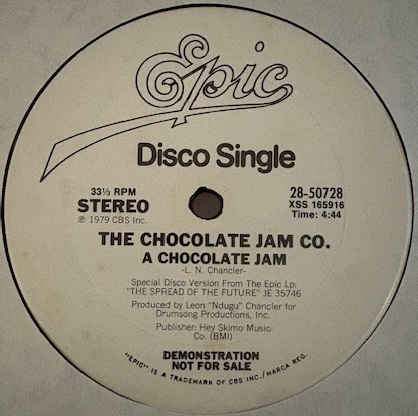 Epic
Disco Single
33⅓ RPM
STEREO
℗ 1979 CBS Inc.
28-50728
XSS 165916
Time: 4:44
THE CHOCOLATE JAM CO.
A CHOCOLATE JAM
-L. N. Chancler-
Special Disco Version From The Epic Lp:
"THE SPREAD OF THE FUTURE" JE 35746
Produced by Leon "Ndugu" Chancler for
Drumsong Productions, Inc.
Publisher: Hey Skimo Music
Co. (BMI)
DEMONSTRATION
NOT FOR SALE
"EPIC" IS A TRADEMARK OF CBS INC./MARCA REG.